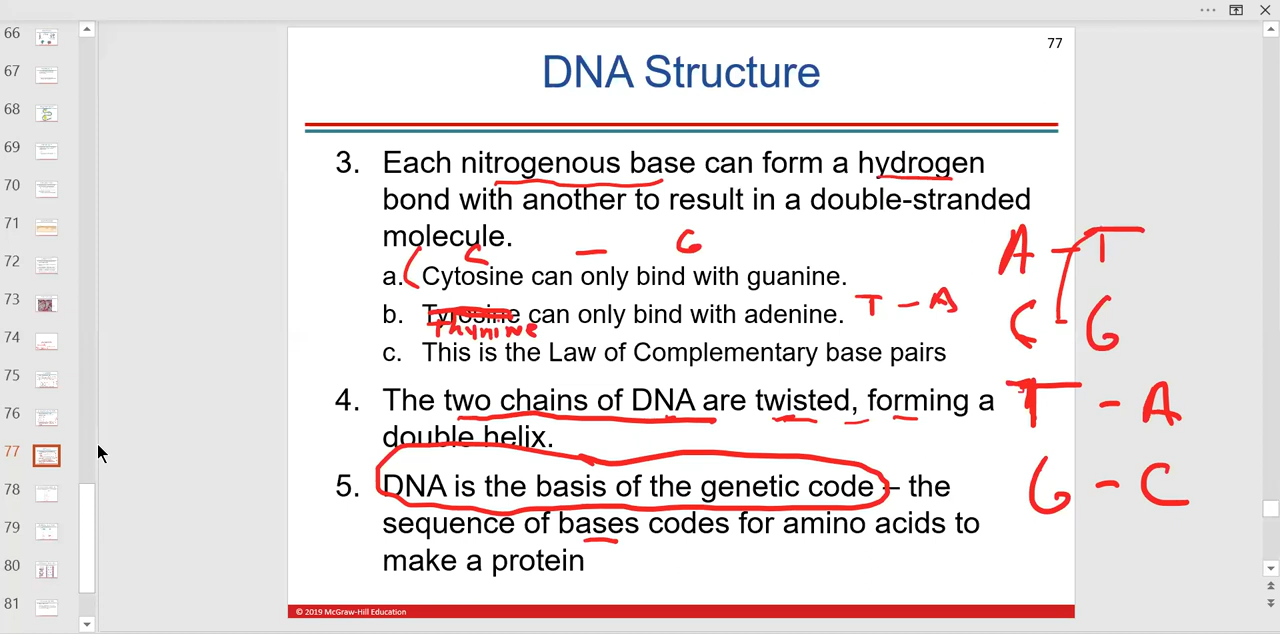 77
DNA Structure
3. Each nitrogenous base can form a hydrogen
bond with another to result in a double-stranded
molecule.
C – G
a. Cytosine can only bind with guanine.
b. Tyrosine can only bind with adenine. T – A
Thynine
c. This is the Law of Complementary base pairs
4. The two chains of DNA are twisted, forming a
double helix.
5. DNA is the basis of the genetic code – the
sequence of bases codes for amino acids to
make a protein
A – T
C G
T – A
G – C
© 2019 McGraw-Hill Education
66
67
68
69
70
71
72
73
74
75
76
77
78
79
80
81